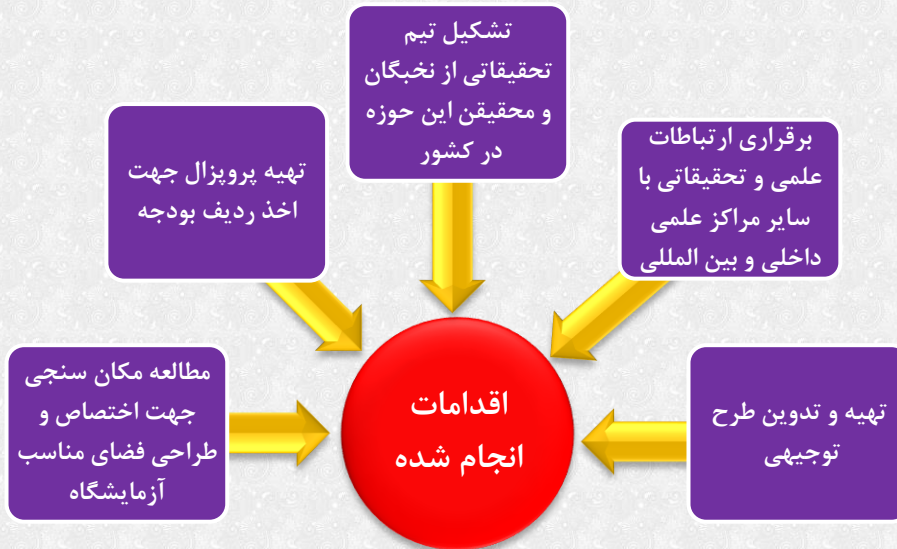 تشکیل تیم
تحقیقاتی از نخبگان
و محقیقن این حوزه
در کشور
برقراری ارتباطات
علمی و تحقیقاتی با
سایر مراکز علمی
داخلی و بین المللی
تهیه پروپزال جهت
اخذ ردیف بودجه
تهیه و تدوین طرح
توجیهی
اقدامات
انجام شده
مطالعه مکان سنجی
جهت اختصاص و
طراحی فضای مناسب
آزمایشگاه